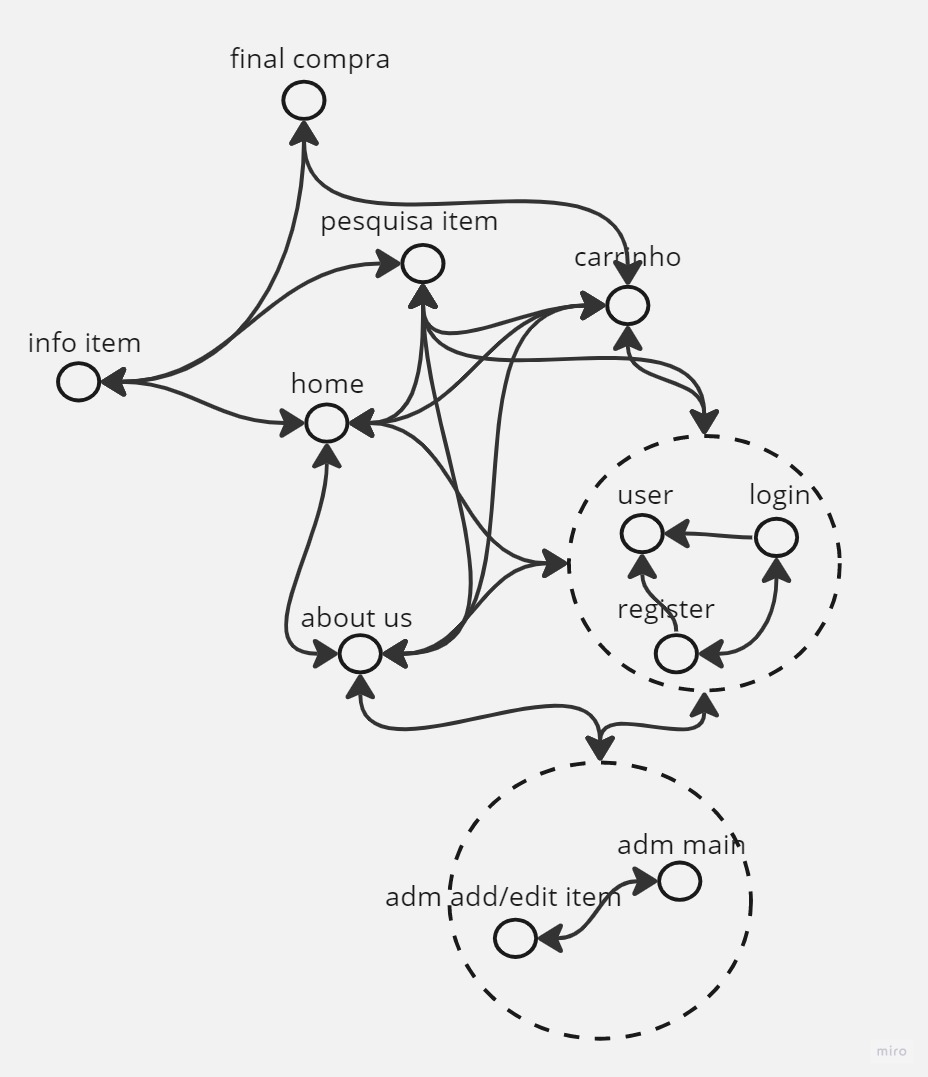 final compra
pesquisa item
carrinho
info item
home
user
login
register
about us
adm main
adm add/edit item
miro